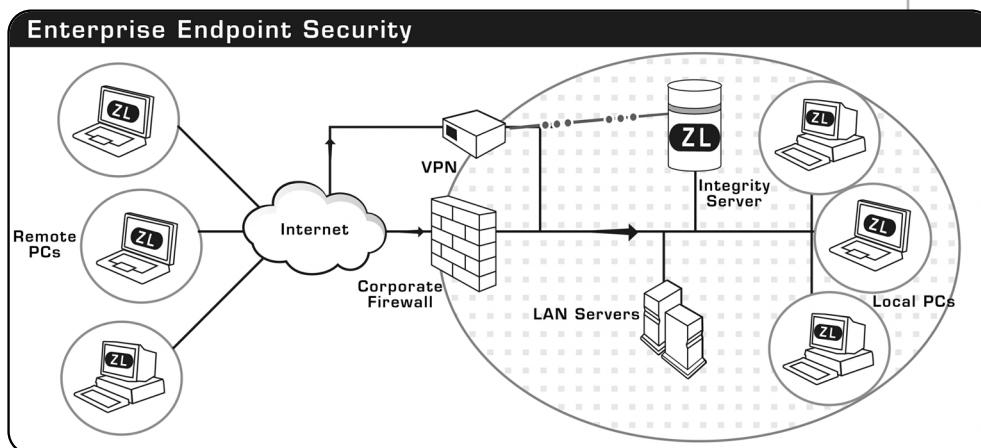 Enterprise Endpoint Security
ZL
ZL
ZL
Remote
PCs
Internet
VPN
Corporate
Firewall
ZL
Integrity
Server
LAN Servers
ZL
ZL
ZL
Local PCs